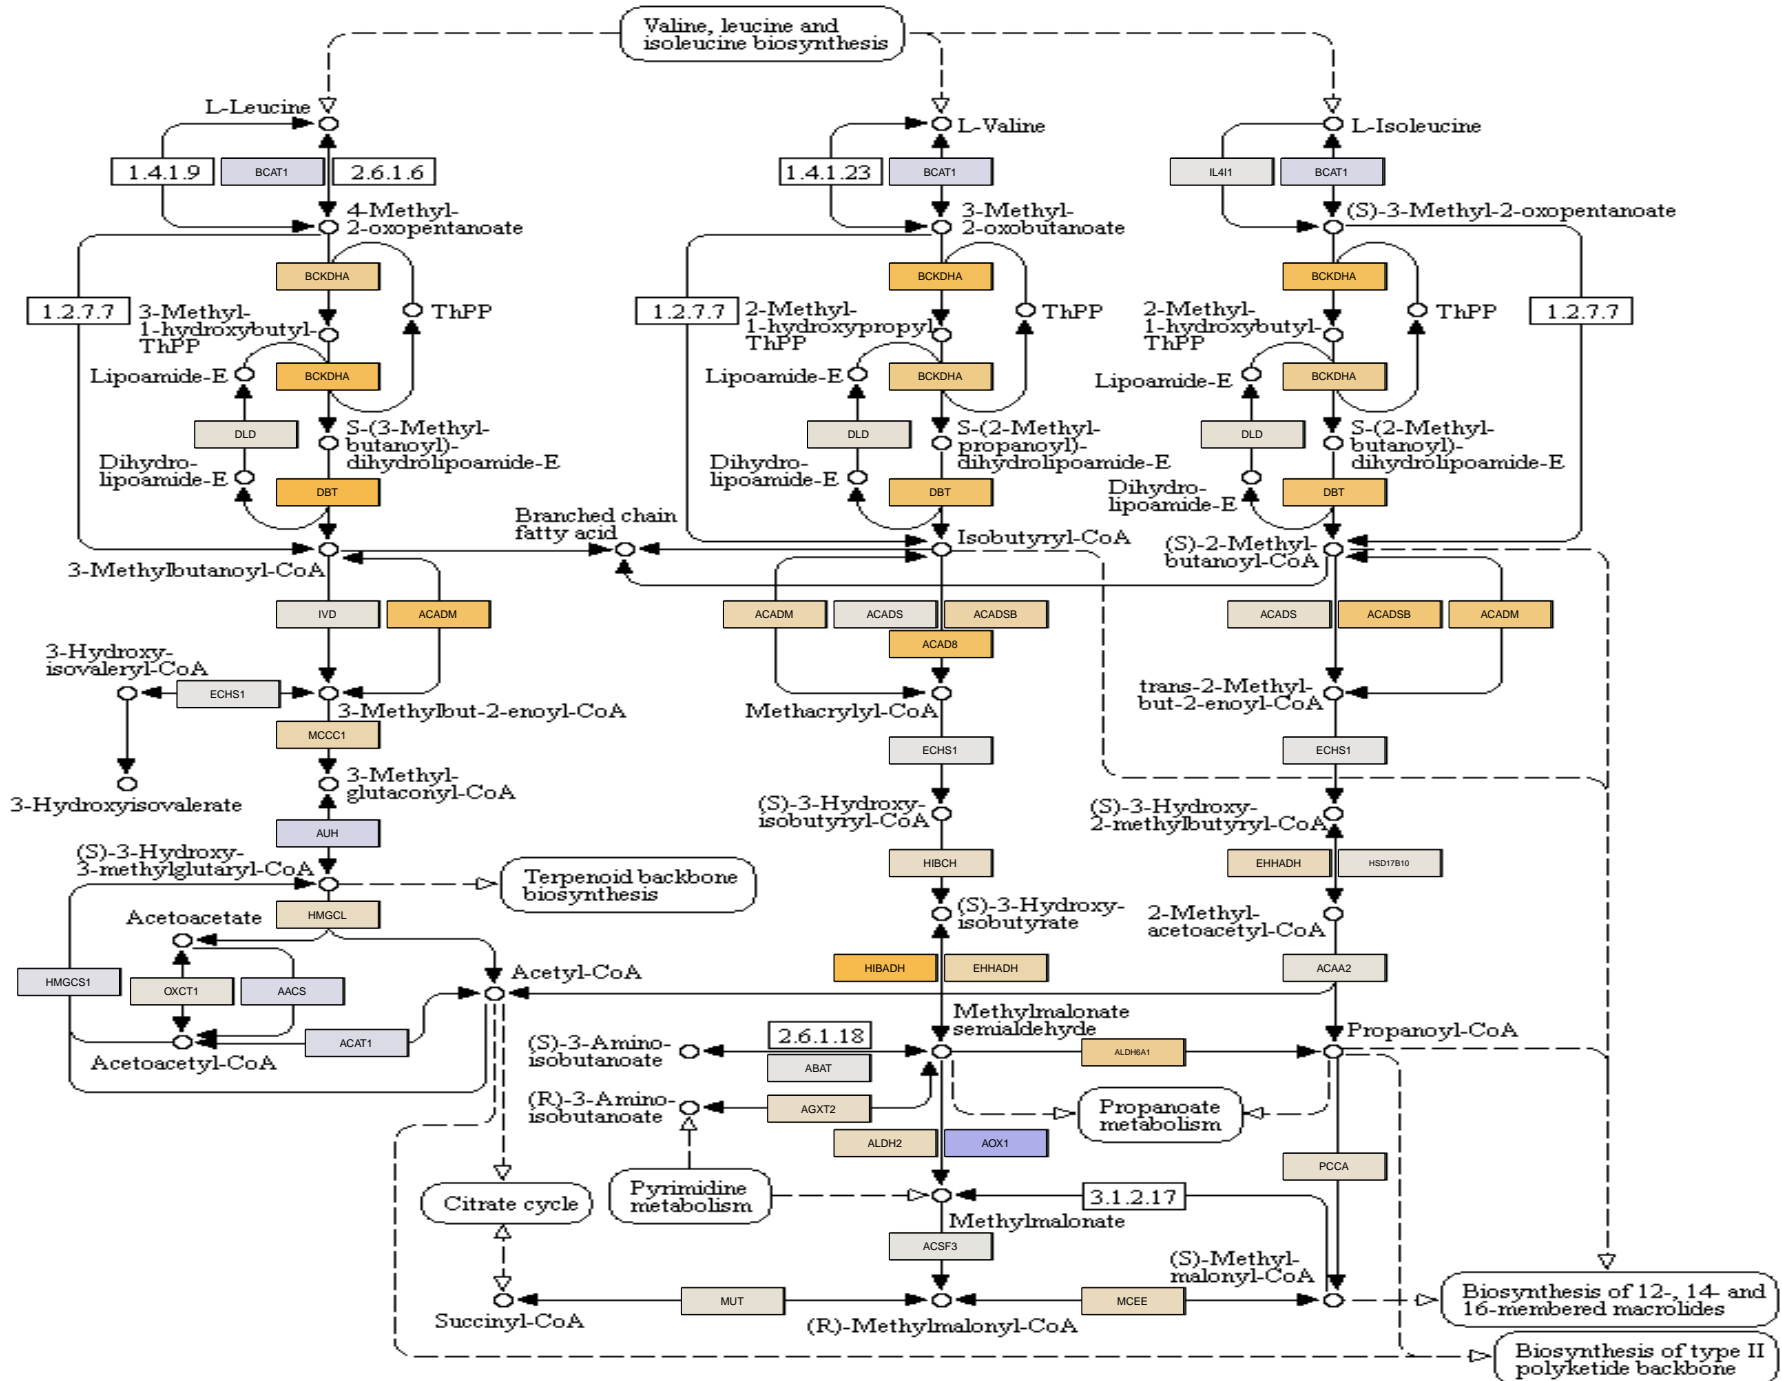 Valine, leucine and
isoleucine biosynthesis
L-Leucine
L-Valine
L-Isoleucine
1.4.1.9
BCAT1
2.6.1.6
1.4.1.23
BCAT1
IL4I1
BCAT1
4-Methyl-
2-oxopentanoate
3-Methyl-
2-oxobutanoate
(S)-3-Methyl-2-oxopentanoate
BCKDHA
BCKDHA
BCKDHA
1.2.7.7
3-Methyl-
1-hydroxybutyl-
ThPP
ThPP
1.2.7.7
2-Methyl-
1-hydroxypropyl
ThPP
ThPP
2-Methyl-
1-hydroxybutyl-
ThPP
ThPP
1.2.7.7
Lipoamide-E
BCKDHA
Lipoamide-E
BCKDHA
Lipoamide-E
BCKDHA
DLD
S-(3-Methyl-
butanoyl)-
dihydrolipoamide-E
DLD
S-(2-Methyl-
propanoyl)-
dihydrolipoamide-E
DLD
S-(2-Methyl-
butanoyl)-
dihydrolipoamide-E
Dihydro-
lipoamide-E
DBT
Dihydro-
lipoamide-E
DBT
Dihydro-
lipoamide-E
DBT
Branched chain
fatty acid
3-Methylbutanoyl-CoA
Isobutyryl-CoA
(S)-2-Methyl-
butanoyl-CoA
IVD
ACADM
ACADM
ACADS
ACADSB
ACAD8
ACADS
ACADSB
ACADM
3-Hydroxy-
isovaleryl-CoA
ECHS1
3-Methylbut-2-enoyl-CoA
Methacrylyl-CoA
trans-2-Methyl-
but-2-enoyl-CoA
MCCC1
ECHS1
ECHS1
3-Hydroxyisovalerate
3-Methyl-
glutaconyl-CoA
(S)-3-Hydroxy-
isobutyryl-CoA
(S)-3-Hydroxy-
2-methylbutyryl-CoA
AUH
(S)-3-Hydroxy-
3-methylglutaryl-CoA
Terpenoid backbone
biosynthesis
HIBCH
EHHADH
HSD17B10
HMGCL
Acetoacetate
(S)-3-Hydroxy-
isobutyrate
2-Methyl-
acetoacetyl-CoA
HMGCS1
OXCT1
AACS
Acetyl-CoA
HIBADH
EHHADH
ACAA2
ACAT1
Acetoacetyl-CoA
Methylmalonate
semialdehyde
Propanoyl-CoA
(S)-3-Amino-
isobutanoate
2.6.1.18
ABAT
ALDH6A1
(R)-3-Amino-
isobutanoate
AGXT2
Propanoate
metabolism
ALDH2
AOX1
PCCA
Citrate cycle
Pyrimidine
metabolism
3.1.2.17
Methylmalonate
ACSF3
(S)-Methyl-
malonyl-CoA
MUT
MCEE
Succinyl-CoA
(R)-Methylmalonyl-CoA
Biosynthesis of 12-, 14- and
16-membered macrolides
Biosynthesis of type II
polyketide backbone